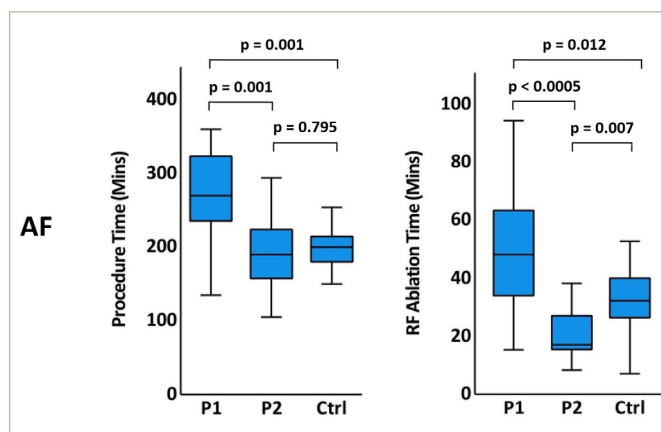 AF
p = 0.001
p = 0.001
p = 0.795
Procedure Time (Mins)
400
300
200
100
0
P1 P2 Ctrl
p = 0.012
p < 0.0005
p = 0.007
RF Ablation Time (Mins)
100
80
60
40
20
0
P1 P2 Ctrl